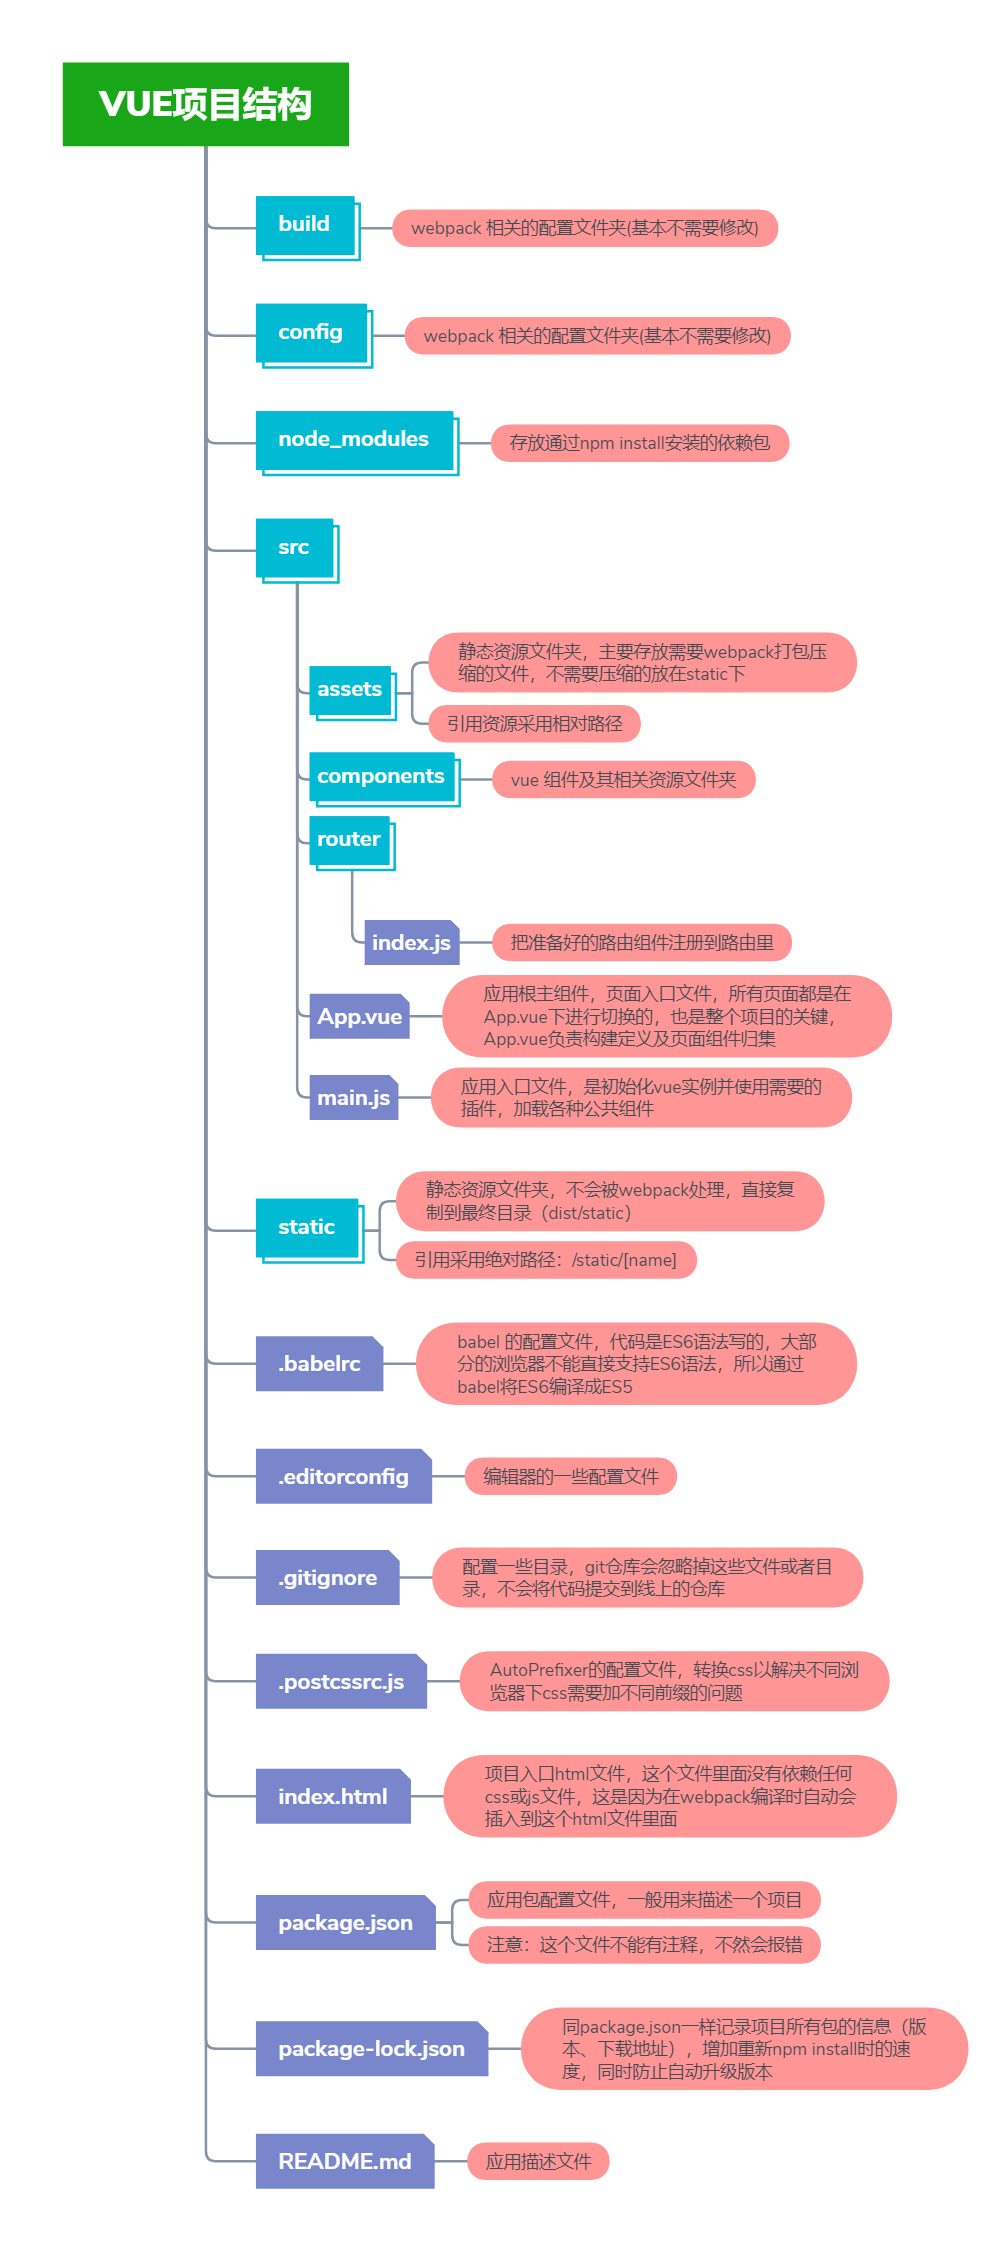 VUE项目结构
build
webpack 相关的配置文件夹(基本不需要修改)
config
webpack 相关的配置文件夹(基本不需要修改)
node_modules
存放通过npm install安装的依赖包
src
assets
静态资源文件夹，主要存放需要webpack打包压
缩的文件，不需要压缩的放在static下
引用资源采用相对路径
components
vue 组件及其相关资源文件夹
router
index.js
把准备好的路由组件注册到路由里
App.vue
应用根主组件，页面入口文件，所有页面都是在
App.vue下进行切换的，也是整个项目的关键，
App.vue负责构建定义及页面组件归集
main.js
应用入口文件，是初始化vue实例并使用需要的
插件，加载各种公共组件
static
静态资源文件夹，不会被webpack处理，直接复
制到最终目录（dist/static）
引用采用绝对路径：/static/[name]
.babelrc
babel 的配置文件，代码是ES6语法写的，大部
分的浏览器不能直接支持ES6语法，所以通过
babel将ES6编译成ES5
.editorconfig
编辑器的一些配置文件
.gitignore
配置一些目录，git仓库会忽略掉这些文件或者目
录，不会将代码提交到线上的仓库
.postcssrc.js
AutoPrefixer的配置文件，转换css以解决不同浏
览器下css需要加不同前缀的问题
index.html
项目入口html文件，这个文件里面没有依赖任何
css或js文件，这是因为在webpack编译时自动会
插入到这个html文件里面
package.json
应用包配置文件，一般用来描述一个项目
注意：这个文件不能有注释，不然会报错
package-lock.json
同package.json一样记录项目所有包的信息（版
本、下载地址），增加重新npm install时的速
度，同时防止自动升级版本
README.md
应用描述文件